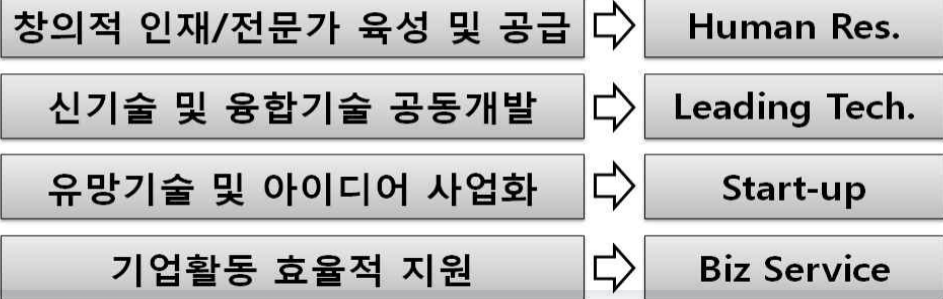 창의적 인재/전문가 육성 및 공급 Human Res.
신기술 및 융합기술 공동개발 Leading Tech.
유망기술 및 아이디어 사업화 Start-up
기업활동 효율적 지원 Biz Service